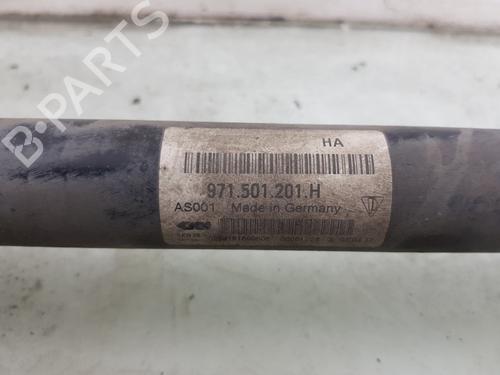 B-PARTS
HA
971.501.201.H
AS001 Made in Germany